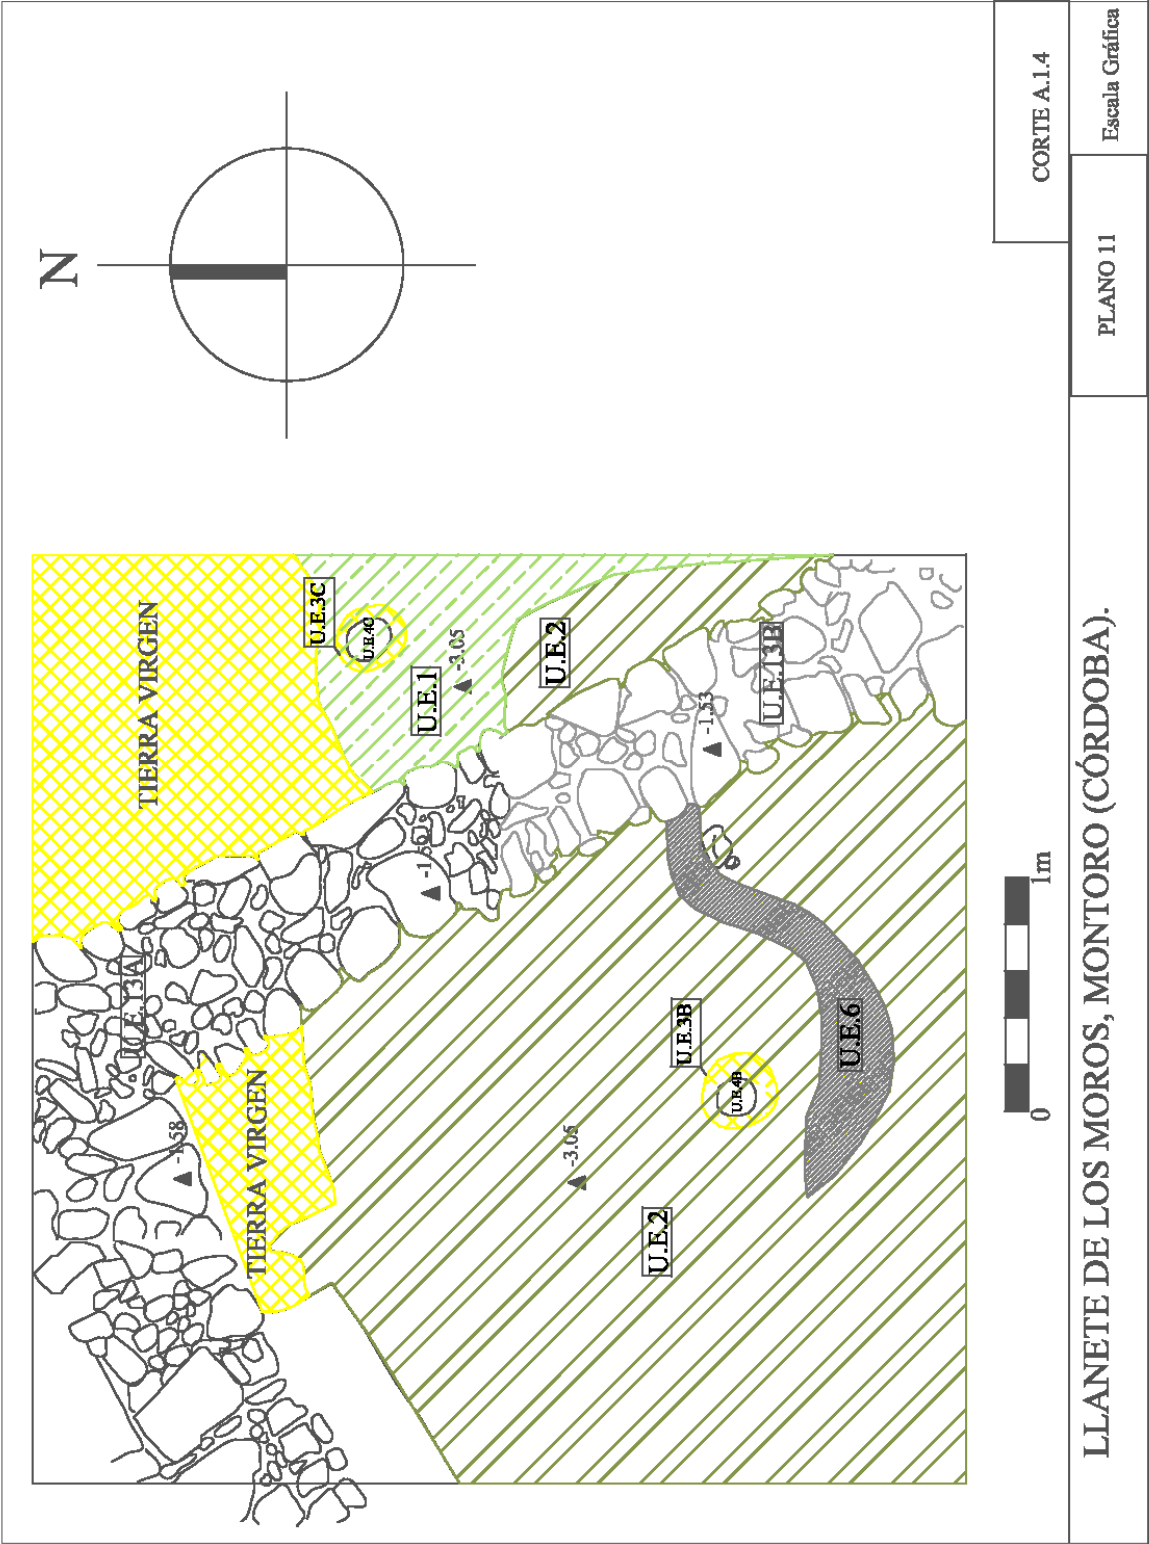 N
TIERRA VIRGEN
U.E.3C
U.E.4C
-3.05
U.E.1
U.E.2
U.E.13B
-1.53
U.E.13A
TIERRA VIRGEN
-1.58
U.E.3B
U.E.4B
U.E.6
-3.05
U.E.2
0
1m
LLANETE DE LOS MOROS, MONTORO (CÓRDOBA).
CORTE A.1.4
PLANO 11
Escala Gráfica